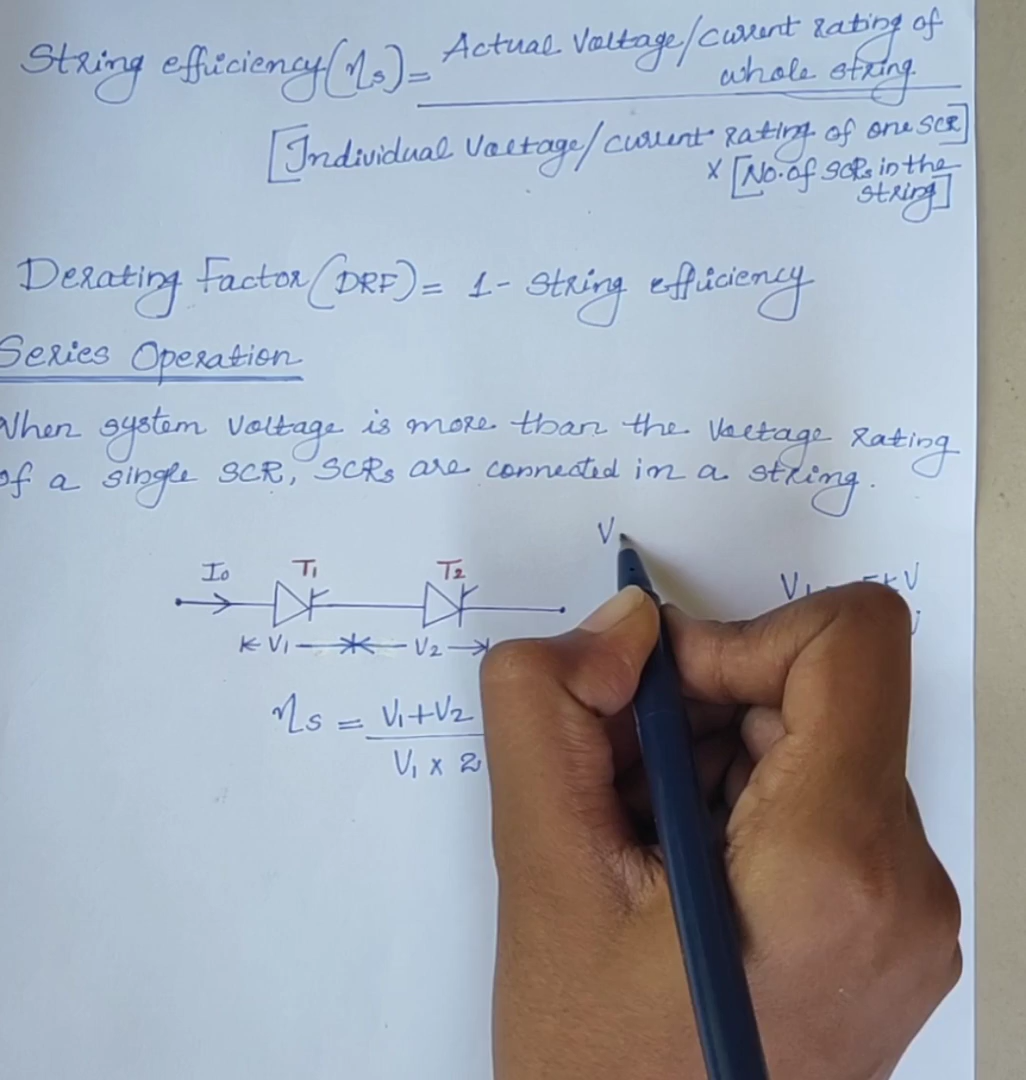 String efficiency (ηs) = Actual Voltage/current rating of
whole string
[Individual Voltage/current rating of one SCR]
× [No. of SCRs in the
string]
Derating Factor (DRF) = 1 - String efficiency
Series Operation
When system voltage is more than the voltage rating
of a single SCR, SCRs are connected in a string.
V
I0 T1 T2
V1 V2
V
ηs = V1+V2
V1 × 2